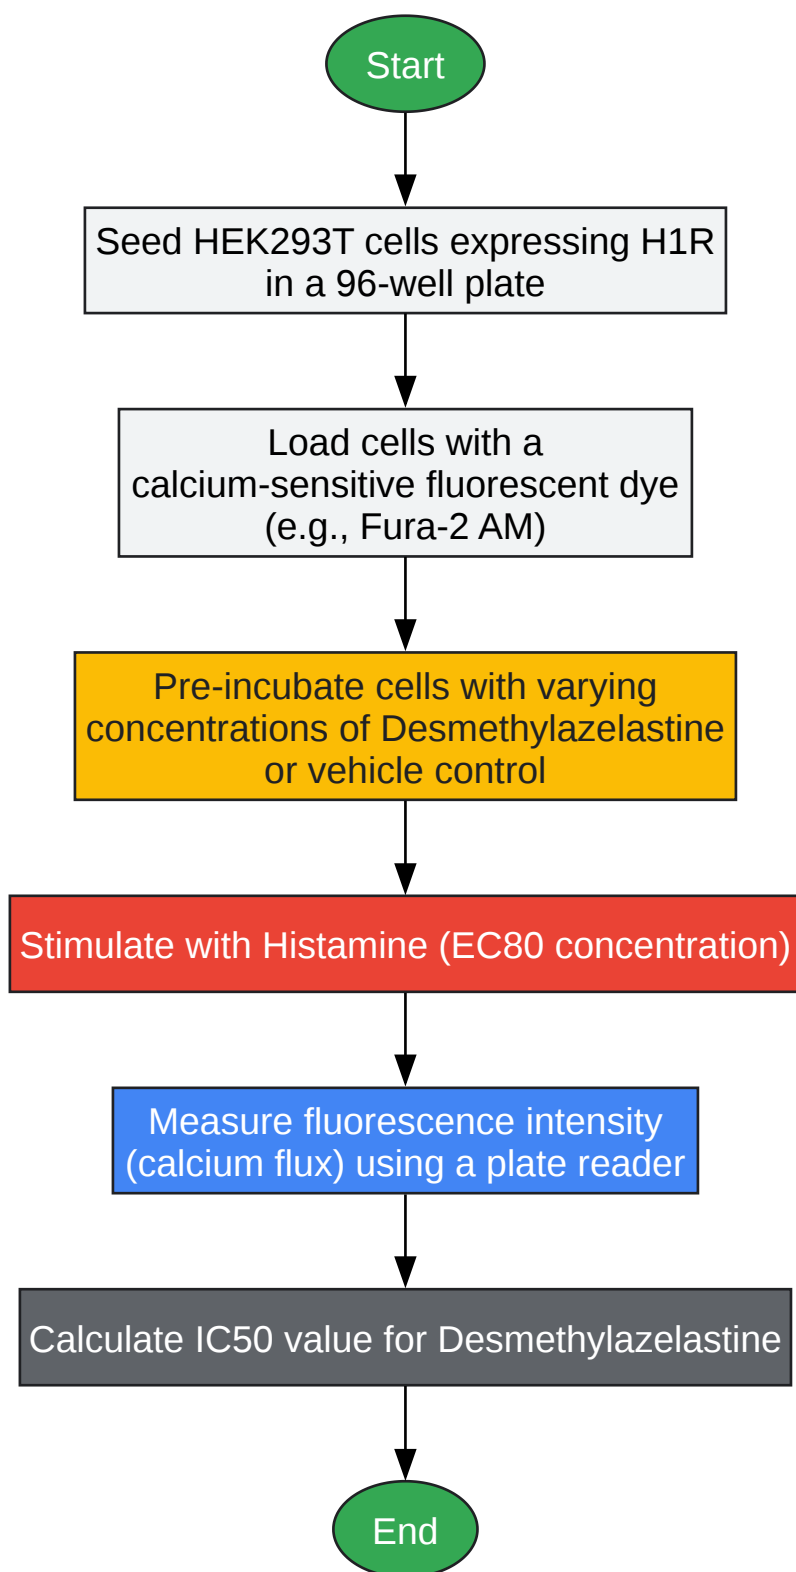 Start
Seed HEK293T cells expressing H1R
in a 96-well plate
Load cells with a
calcium-sensitive fluorescent dye
(e.g., Fura-2 AM)
Pre-incubate cells with varying
concentrations of Desmethylazelastine
or vehicle control
Stimulate with Histamine (EC80 concentration)
Measure fluorescence intensity
(calcium flux) using a plate reader
Calculate IC50 value for Desmethylazelastine
End